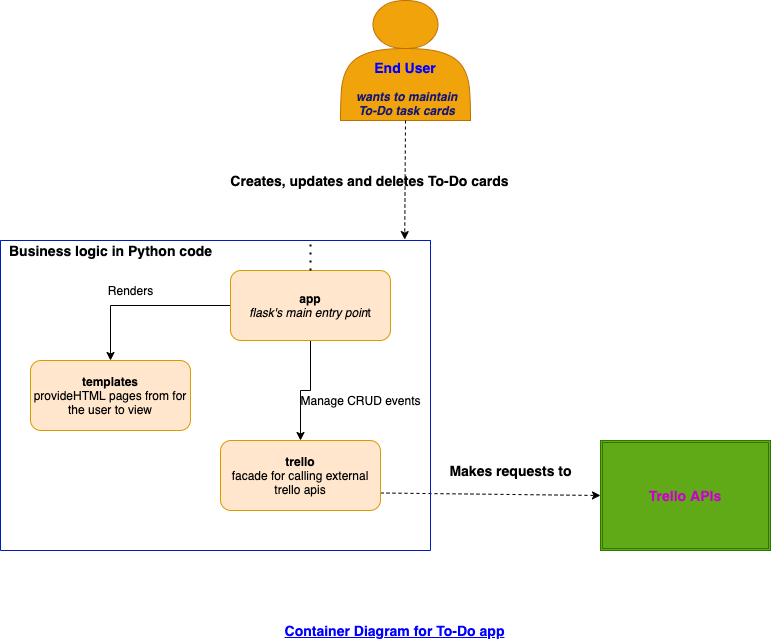 End User
wants to maintain
To-Do task cards
Creates, updates and deletes To-Do cards
Business logic in Python code
app
flask's main entry point
Renders
templates
provideHTML pages from for
the user to view
Manage CRUD events
trello
facade for calling external
trello apis
Makes requests to
Trello APIs
Container Diagram for To-Do app